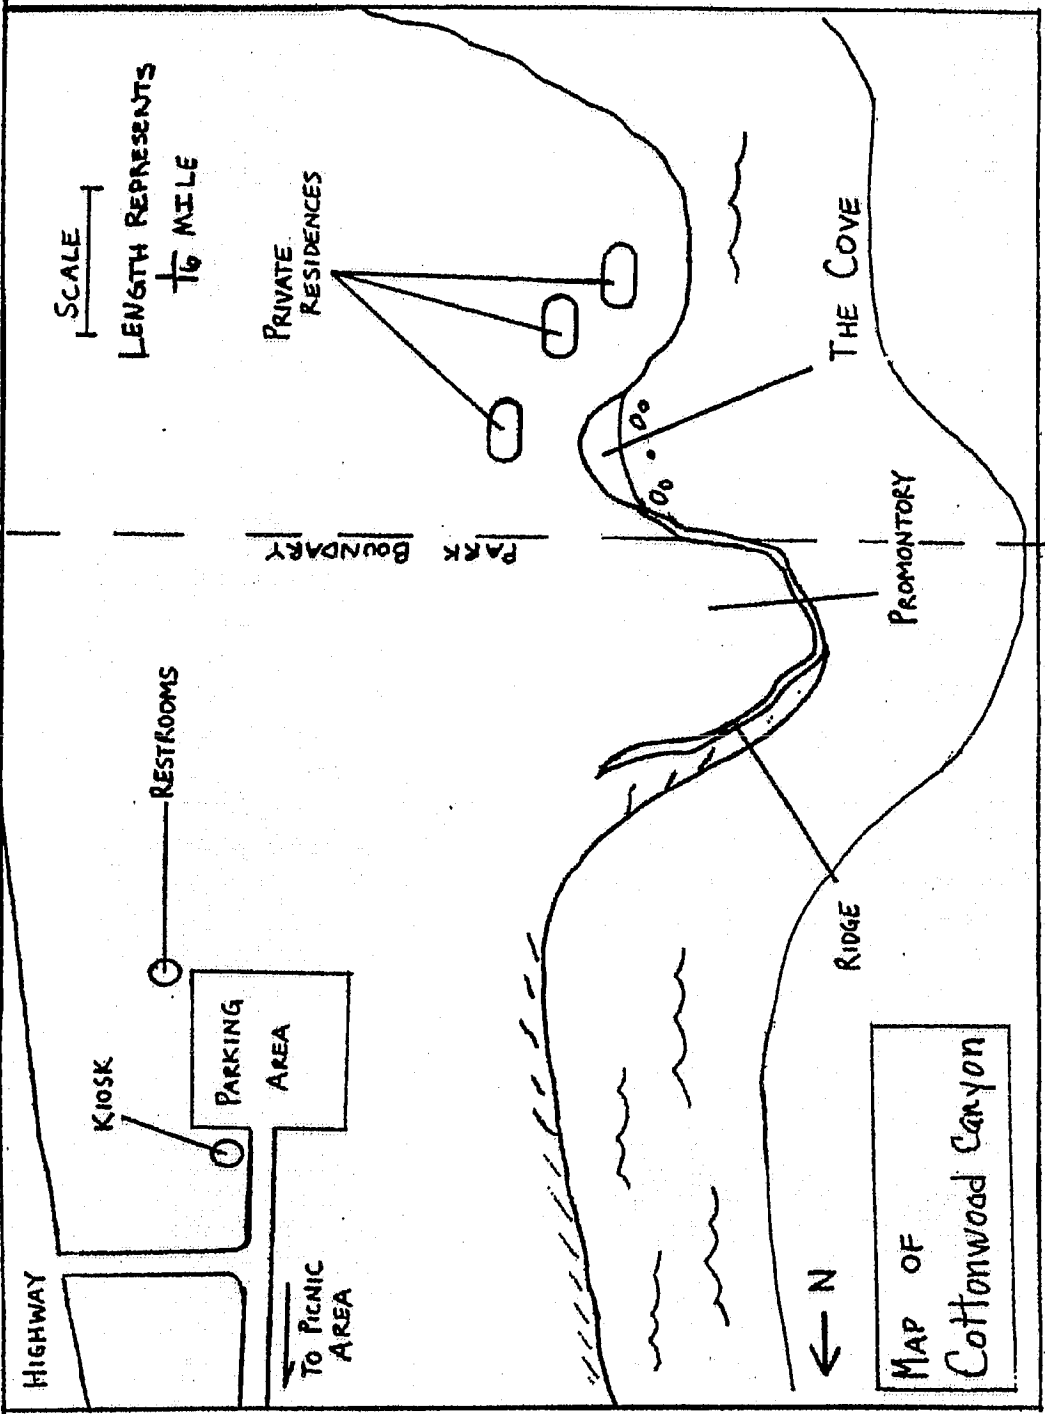 HIGHWAY
KIOSK
RESTROOMS
SCALE
LENGTH REPRESENTS
1/16 MILE
PARKING
AREA
TO PICNIC
AREA
PRIVATE
RESIDENCES
PARK BOUNDARY
THE COVE
PROMONTORY
RIDGE
N
MAP OF
Cottonwood Canyon